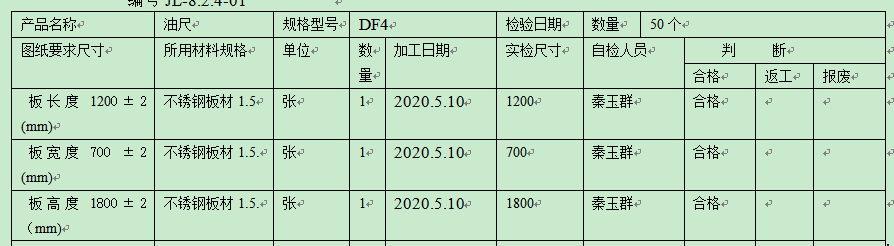 编号 JL-8.2.4-01
产品名称 油尺 规格型号 DF4 检验日期 数量 50 个
图纸要求尺寸 所用材料规格 单位 数量 加工日期 实检尺寸 自检人员 判 断
合格 返工 报废
板长度 1200±2 (mm) 不锈钢板材 1.5. 张 1 2020.5.10 1200 秦玉群 合格
板宽度 700 ±2 (mm) 不锈钢板材 1.5. 张 1 2020.5.10 700 秦玉群 合格
板高度 1800±2 （mm) 不锈钢板材 1.5. 张 1 2020.5.10 1800 秦玉群 合格